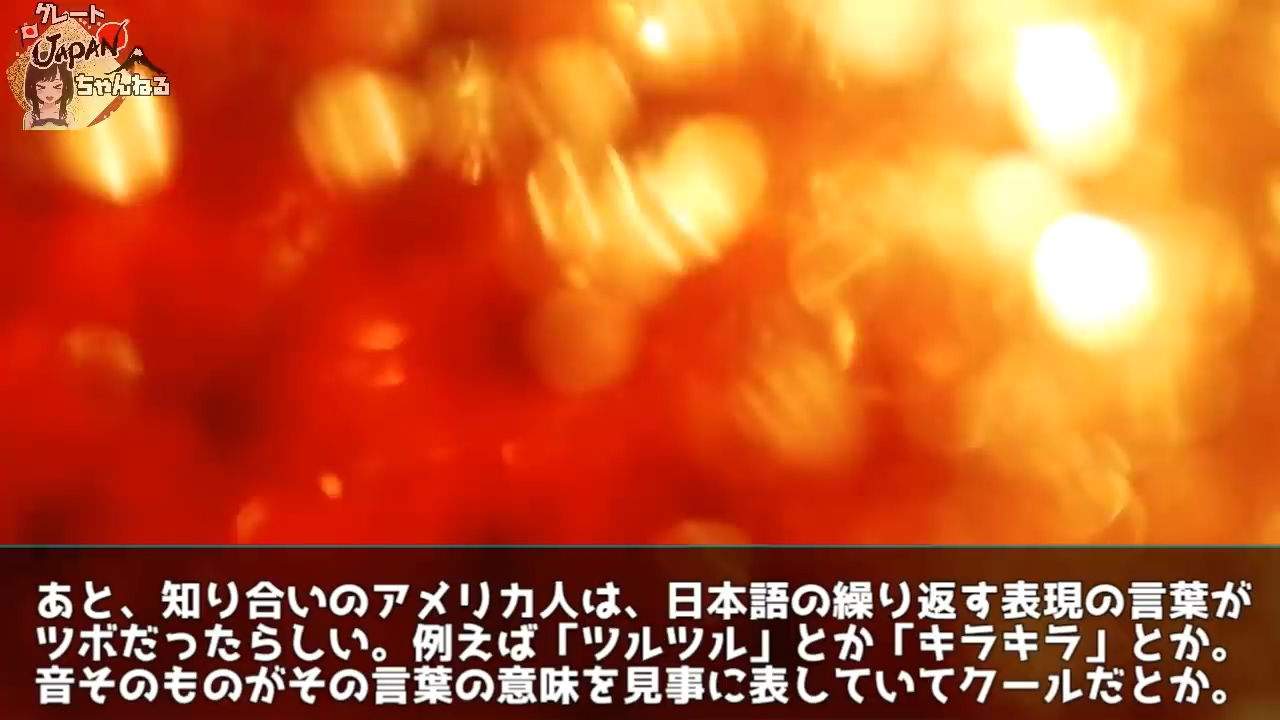 グレート
JAPAN
ちゃんねる
あと、知り合いのアメリカ人は、日本語の繰り返す表現の言葉が
ツボだったらしい。例えば「ツルツル」とか「キラキラ」とか。
音そのものがその言葉の意味を見事に表していてクールだとか。